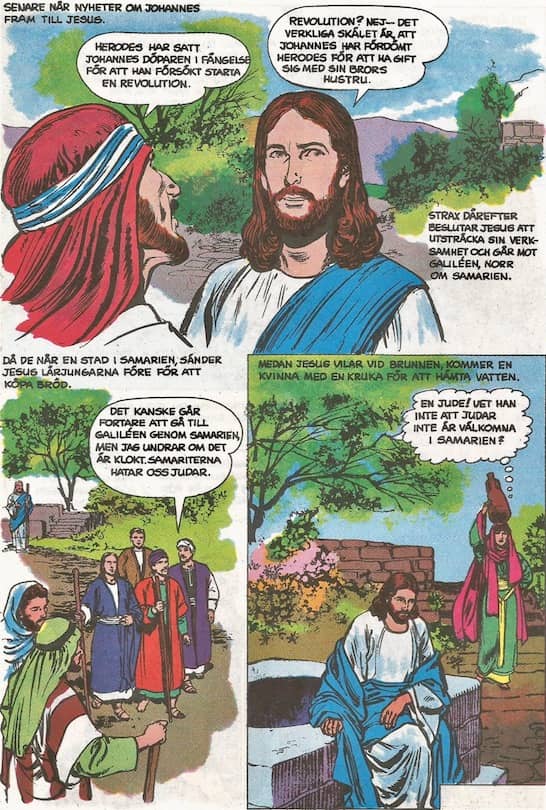 SENARE NÅR NYHETER OM JOHANNES
FRAM TILL JESUS.
HERODES HAR SATT
JOHANNES DÖPAREN I FÄNGELSE
FÖR ATT HAN FÖRSÖKT STARTA
EN REVOLUTION.
REVOLUTION? NEJ-- DET
VERKLIGA SKÄLET ÄR, ATT
JOHANNES HAR FÖRDÖMT
HERODES FÖR ATT HA GIFT
SIG MED SIN BRORS
HUSTRU.
STRAX DÄREFTER
BESLUTAR JESUS ATT
UTSTRÄCKA SIN VERK-
SAMHET OCH GÅR MOT
GALILÉEN, NORR
OM SAMARIEN.
DÅ DE NÅR EN STAD I SAMARIEN, SÄNDER
JESUS LÄRJUNGARNA FÖRE FÖR ATT
KÖPA BRÖD.
DET KANSKE GÅR
FORTARE ATT GÅ TILL
GALILÉEN GENOM SAMARIEN,
MEN JAG UNDRAR OM DET
ÄR KLOKT. SAMARITERNA
HATAR OSS JUDAR.
MEDAN JESUS VILAR VID BRUNNEN, KOMMER EN
KVINNA MED EN KRUKA FÖR ATT HÄMTA VATTEN.
EN JUDE! VET HAN
INTE ATT JUDAR
INTE ÄR VÄLKOMNA
I SAMARIEN?